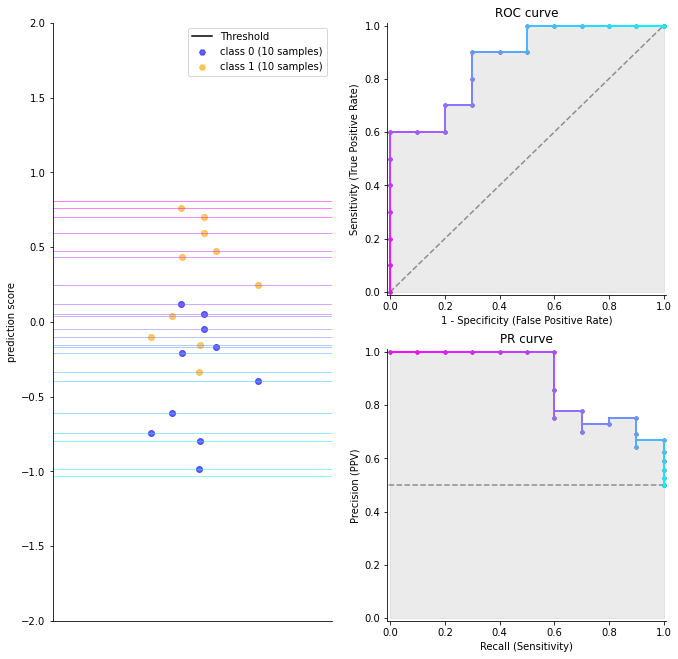 2.0
1.5
1.0
0.5
0.0
−0.5
−1.0
−1.5
−2.0
prediction score
Threshold
class 0 (10 samples)
class 1 (10 samples)
ROC curve
1.0
0.8
0.6
0.4
0.2
0.0
Sensitivity (True Positive Rate)
0.0 0.2 0.4 0.6 0.8 1.0
1 - Specificity (False Positive Rate)
PR curve
1.0
0.8
0.6
0.4
0.2
0.0
Precision (PPV)
0.0 0.2 0.4 0.6 0.8 1.0
Recall (Sensitivity)